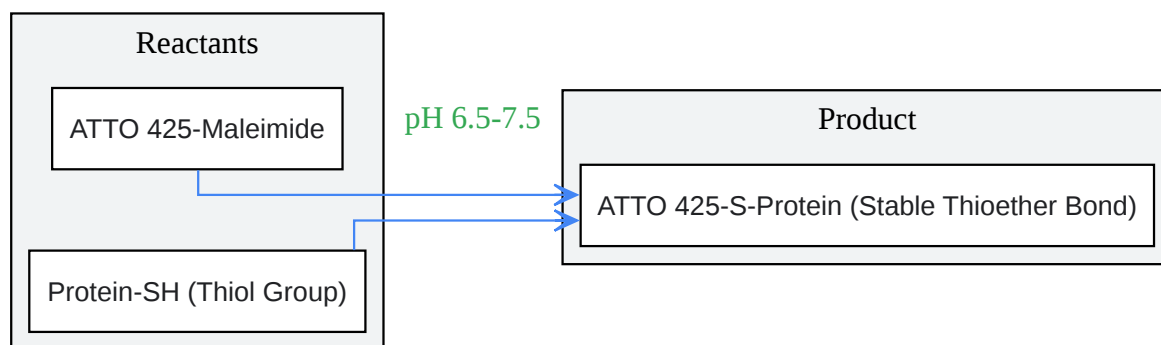 Reactants
ATTO 425-Maleimide
Protein-SH (Thiol Group)
pH 6.5-7.5
Product
ATTO 425-S-Protein (Stable Thioether Bond)